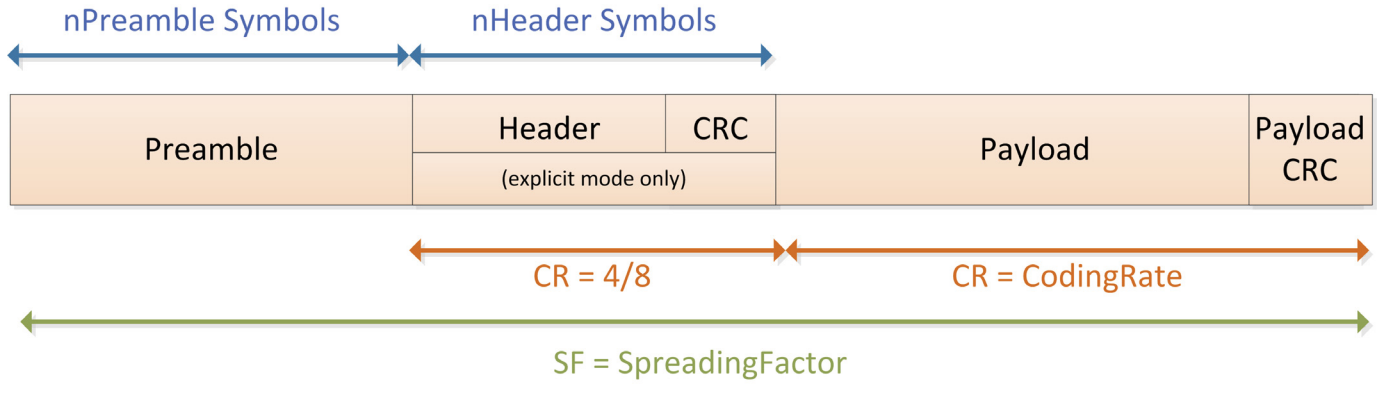 nPreamble Symbols
nHeader Symbols
Preamble
Header
CRC
(explicit mode only)
Payload
Payload
CRC
CR = 4/8
CR = CodingRate
SF = SpreadingFactor